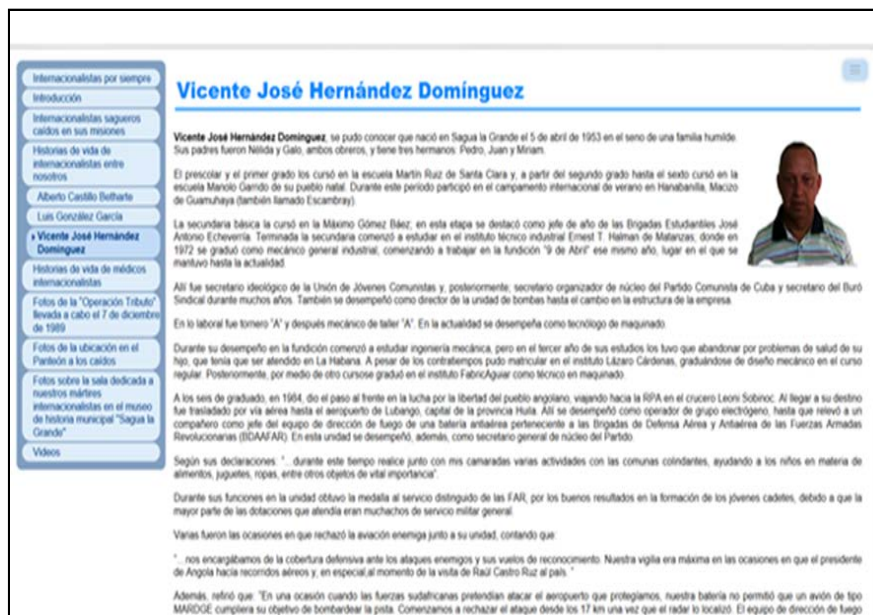 Internacionalistas por siempre
Introducción
Internacionalistas sagueros
caídos en sus misiones
Historias de vida de
internacionalistas entre
nosotros
Alberto Castillo Betharte
Luis González García
Vicente José Hernández
Domínguez
Historias de vida de médicos
internacionalistas
Fotos de la "Operación Tributo"
llevada a cabo el 7 de diciembre
de 1989
Fotos de la ubicación en el
Panteón a los caídos
Fotos sobre la sala dedicada a
nuestros mártires
internacionalistas en el museo
de historia municipal "Sagua la
Grande"
Videos
Vicente José Hernández Domínguez
Vicente José Hernández Domínguez, se pudo conocer que nació en Sagua la Grande el 5 de abril de 1953 en el seno de una familia humilde.
Sus padres fueron Nélida y Galo, ambos obreros, y tiene tres hermanos: Pedro, Juan y Miriam.
El prescolar y el primer grado los cursó en la escuela Martín Ruiz de Santa Clara y, a partir del segundo grado hasta el sexto cursó en la
escuela Manolo Garrido de su pueblo natal. Durante este período participó en el campamento internacional de verano en Hanabanilla, Macizo
de Guamuhaya (también llamado Escambray).
La secundaria básica la cursó en la Máximo Gómez Báez; en esta etapa se destacó como jefe de año de las Brigadas Estudiantiles José
Antonio Echeverría. Terminada la secundaria comenzó a estudiar en el instituto técnico industrial Ernest T. Halman de Matanzas, donde en
1972 se graduó como mecánico general industrial, comenzando a trabajar en la fundición "9 de Abril" ese mismo año, lugar en el que se
mantuvo hasta la actualidad.
Allí fue secretario ideológico de la Unión de Jóvenes Comunistas y, posteriormente; secretario organizador de núcleo del Partido Comunista de Cuba y secretario del Buró
Sindical durante muchos años. También se desempeñó como director de la unidad de bombas hasta el cambio en la estructura de la empresa.
En lo laboral fue tornero "A" y después mecánico de taller "A". En la actualidad se desempeña como tecnólogo de maquinado.
Durante su desempeño en la fundición comenzó a estudiar ingeniería mecánica, pero en el tercer año de sus estudios los tuvo que abandonar por problemas de salud de su
hijo, que tenía que ser atendido en La Habana. A pesar de los contratiempos pudo matricular en el instituto Lázaro Cárdenas, graduándose de diseño mecánico en el curso
regular. Posteriormente, por medio de otro cursose graduó en el instituto FabricAguiar como técnico en maquinado.
A los seis de graduado, en 1984, dio el paso al frente en la lucha por la libertad del pueblo angolano, viajando hacia la RPA en el crucero Leoni Sobinoc. Al llegar a su destino
fue trasladado por vía aérea hasta el aeropuerto de Lubango, capital de la provincia Huila. Allí se desempeñó como operador de grupo electrógeno, hasta que relevó a un
compañero como jefe del equipo de dirección de fuego de una batería antiaérea perteneciente a las Brigadas de Defensa Aérea y Antiaérea de las Fuerzas Armadas
Revolucionarias (BDAAFAR). En esta unidad se desempeñó, además, como secretario general de núcleo del Partido.
Según sus declaraciones: "...durante este tiempo realice junto con mis camaradas varias actividades con las comunas colindantes, ayudando a los niños en materia de
alimentos, juguetes, ropas, entre otros objetos de vital importancia".
Durante sus funciones en la unidad obtuvo la medalla al servicio distinguido de las FAR, por los buenos resultados en la formación de los jóvenes cadetes, debido a que la
mayor parte de las dotaciones que atendía eran muchachos de servicio militar general.
Varias fueron las ocasiones en que rechazó la aviación enemiga junto a su unidad, contando que:
"...nos encargábamos de la cobertura defensiva ante los ataques enemigos y sus vuelos de reconocimiento. Nuestra vigilia era máxima en las ocasiones en que el presidente
de Angola hacía recorridos aéreos y, en especial,al momento de la visita de Raúl Castro Ruz al país. "
Además, refirió que: "En una ocasión cuando las fuerzas sudafricanas pretendían atacar el aeropuerto que protegíamos, nuestra batería no permitió que un avión de tipo
MARDGE cumpliera su objetivo de bombardear la pista. Comenzamos a rechazar el ataque desde los 17 km una vez que el radar lo localizó. El equipo de dirección de fuego